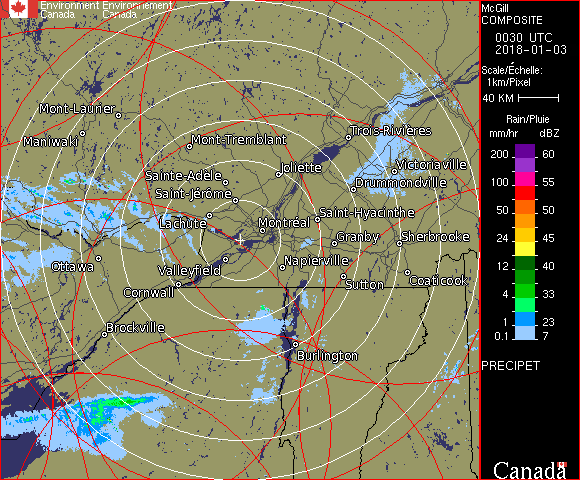 Environment Environnement
Canada Canada
McGill
COMPOSITE
0030 UTC
2018-01-03
Scale/Échelle:
1km/Pixel
40 KM
Rain/Pluie
mm/hr dBZ
200 60
150 55
100 55
50 50
24 45
12 40
4 33
1 23
0.1 7
PRECIPET
Canada
Mont-Laurier
Maniwaki
Mont-Tremblant
Trois-Rivières
Joliette
Victoriaville
Sainte-Adèle
Drummondville
Saint-Jérôme
Saint-Hyacinthe
Lachute
Montréal
Granby
Sherbrooke
Ottawa
Valleyfield
Napierville
Cornwall
Sutton
Coaticook
Brockville
Burlington